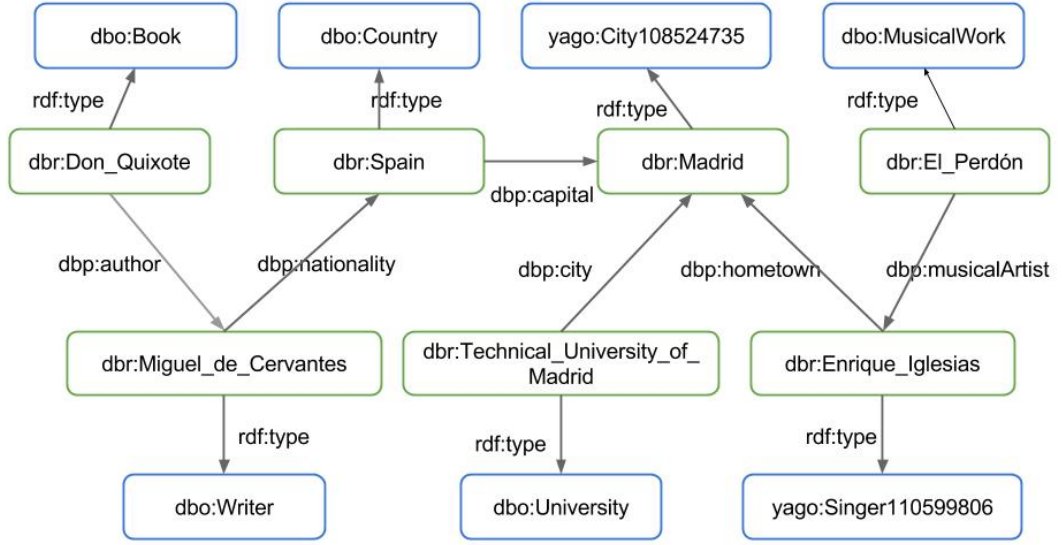 dbo:Book
dbo:Country
yago:City108524735
dbo:MusicalWork
rdf:type
rdf:type
rdf:type
rdf:type
dbr:Don_Quixote
dbr:Spain
dbr:Madrid
dbr:El_Perdón
dbp:capital
dbp:author
dbp:nationality
dbp:city
dbp:hometown
dbp:musicalArtist
dbr:Miguel_de_Cervantes
dbr:Technical_University_of_
Madrid
dbr:Enrique_Iglesias
rdf:type
rdf:type
rdf:type
dbo:Writer
dbo:University
yago:Singer110599806